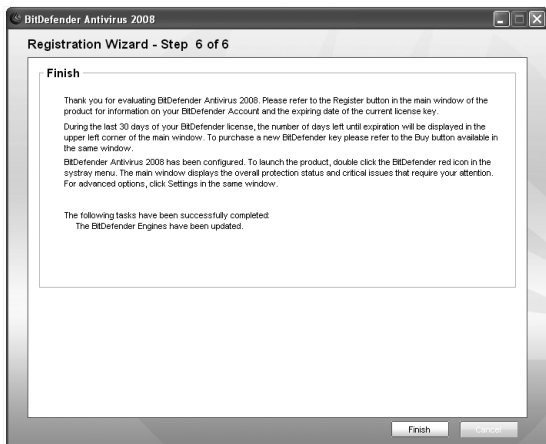 BitDefender Antivirus 2008
Registration Wizard - Step 6 of 6
Finish
Thank you for evaluating BitDefender Antivirus 2008. Please refer to the Register button in the main window of the
product for information on your BitDefender Account and the expiring date of the current license key.
During the last 30 days of your BitDefender license, the number of days left until expiration will be displayed in the
upper left corner of the main window. To purchase a new BitDefender key please refer to the Buy button available in
the same window.
BitDefender Antivirus 2008 has been configured. To launch the product, double click the BitDefender red icon in the
systray menu. The main window displays the overall protection status and critical issues that require your attention.
For advanced options, click Settings in the same window.
The following tasks have been successfully completed:
The BitDefender Engines have been updated.
Finish Cancel